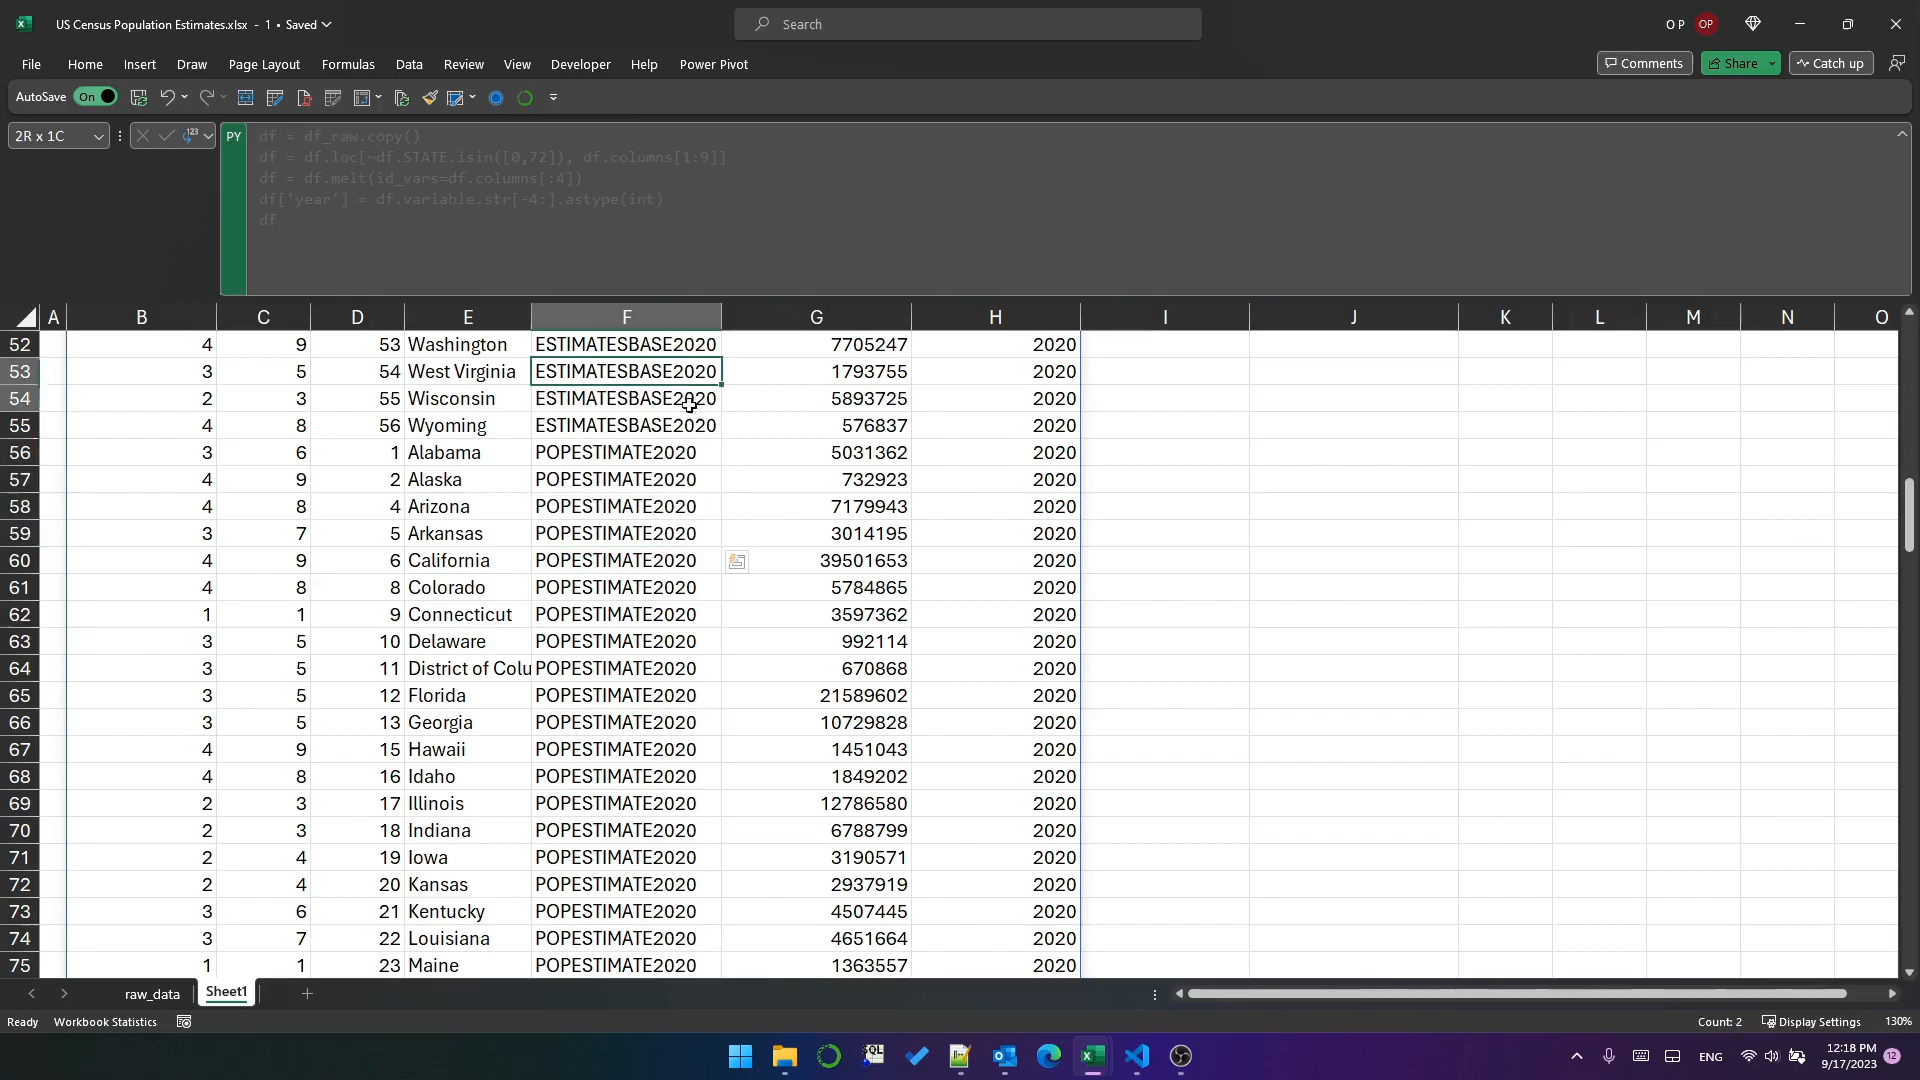 US Census Population Estimates.xlsx - 1 • Saved
Search
O P OP
File Home Insert Draw Page Layout Formulas Data Review View Developer Help Power Pivot
Comments Share Catch up
AutoSave On
2R x 1C
123
PY
df = df_raw.copy()
df = df.loc[~df.STATE.isin([0,72]), df.columns[1:9]]
df = df.melt(id_vars=df.columns[:4])
df['year'] = df.variable.str[-4:].astype(int)
df
A B C D E F G H I J K L M N O
52 4 9 53 Washington ESTIMATESBASE2020 7705247 2020
53 3 5 54 West Virginia ESTIMATESBASE2020 1793755 2020
54 2 3 55 Wisconsin ESTIMATESBASE2020 5893725 2020
55 4 8 56 Wyoming ESTIMATESBASE2020 576837 2020
56 3 6 1 Alabama POPESTIMATE2020 5031362 2020
57 4 9 2 Alaska POPESTIMATE2020 732923 2020
58 4 8 4 Arizona POPESTIMATE2020 7179943 2020
59 3 7 5 Arkansas POPESTIMATE2020 3014195 2020
60 4 9 6 California POPESTIMATE2020 39501653 2020
61 4 8 8 Colorado POPESTIMATE2020 5784865 2020
62 1 1 9 Connecticut POPESTIMATE2020 3597362 2020
63 3 5 10 Delaware POPESTIMATE2020 992114 2020
64 3 5 11 District of Colu POPESTIMATE2020 670868 2020
65 3 5 12 Florida POPESTIMATE2020 21589602 2020
66 3 5 13 Georgia POPESTIMATE2020 10729828 2020
67 4 9 15 Hawaii POPESTIMATE2020 1451043 2020
68 4 8 16 Idaho POPESTIMATE2020 1849202 2020
69 2 3 17 Illinois POPESTIMATE2020 12786580 2020
70 2 3 18 Indiana POPESTIMATE2020 6788799 2020
71 2 4 19 Iowa POPESTIMATE2020 3190571 2020
72 2 4 20 Kansas POPESTIMATE2020 2937919 2020
73 3 6 21 Kentucky POPESTIMATE2020 4507445 2020
74 3 7 22 Louisiana POPESTIMATE2020 4651664 2020
75 1 1 23 Maine POPESTIMATE2020 1363557 2020
raw_data Sheet1
Ready Workbook Statistics Count: 2 Display Settings 130%
SQL
ENG
12:18 PM
9/17/2023
12